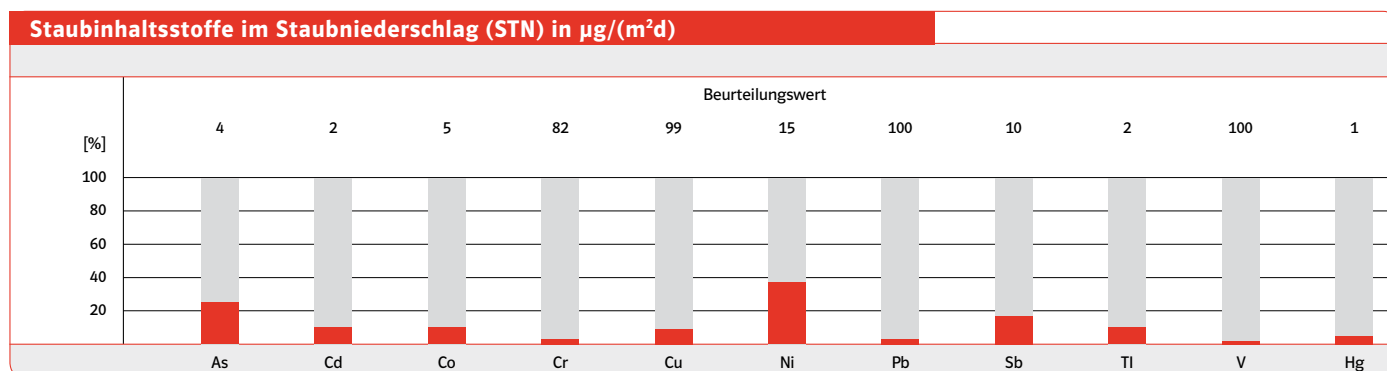 Staubinhaltsstoffe im Staubniederschlag (STN) in µg/(m²d)
Beurteilungswert
4 2 5 82 99 15 100 10 2 100 1
[%]
100
80
60
40
20
As Cd Co Cr Cu Ni Pb Sb Tl V Hg